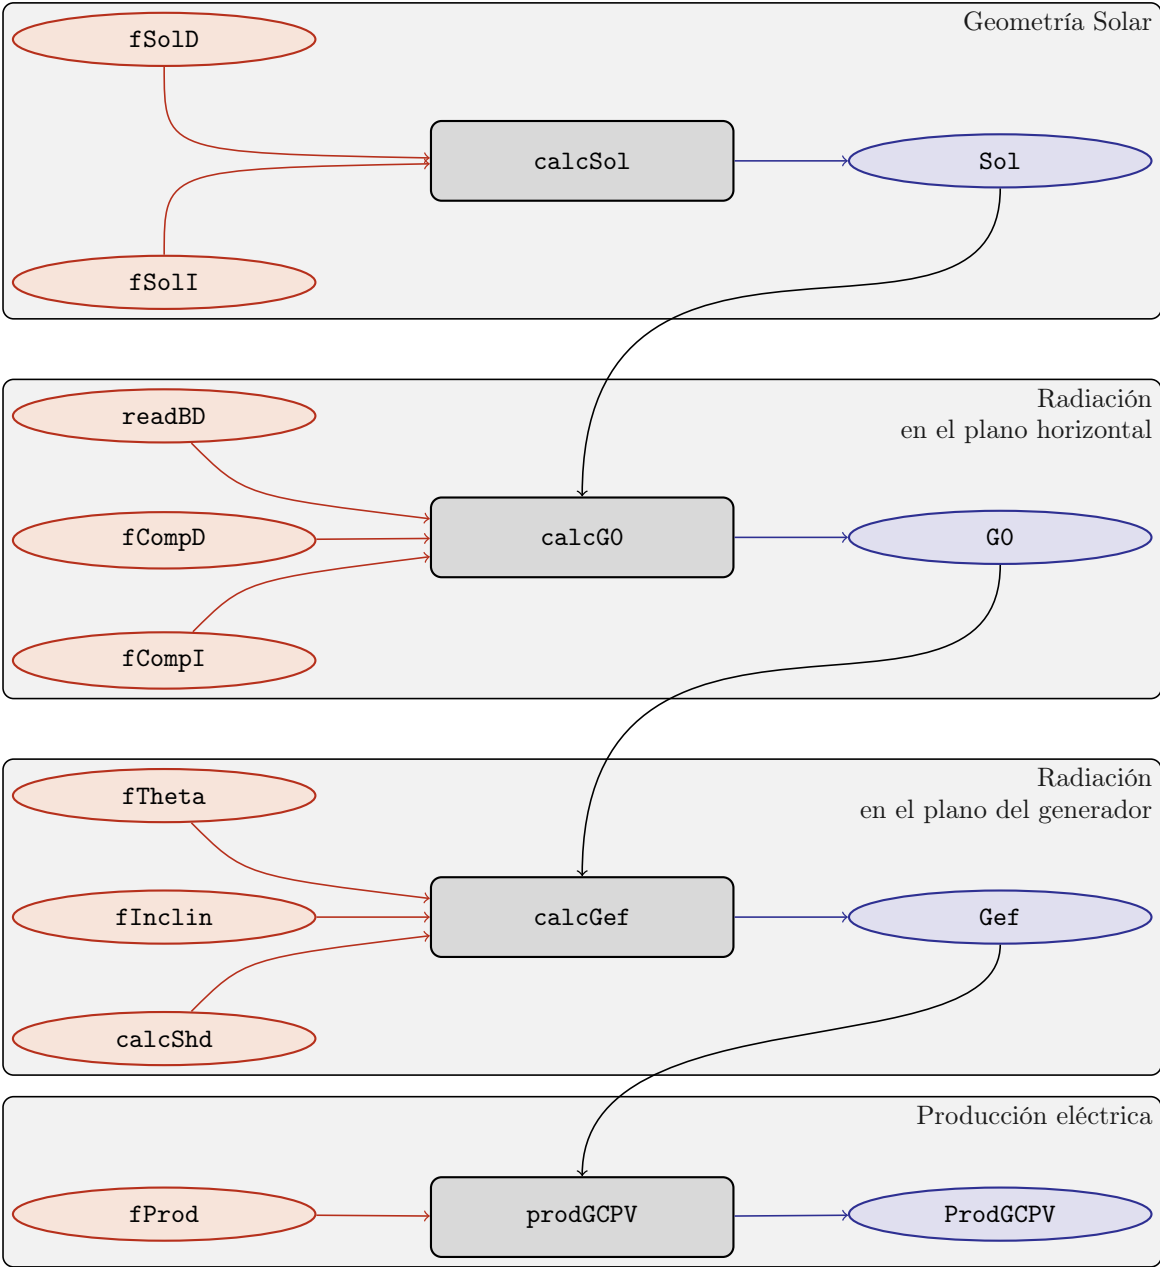 Geometría Solar
fSolD
calcSol
Sol
fSolI
Radiación
en el plano horizontal
readBD
fCompD
calcG0
G0
fCompI
Radiación
en el plano del generador
fTheta
fInclin
calcGef
Gef
calcShd
Producción eléctrica
fProd
prodGCPV
ProdGCPV